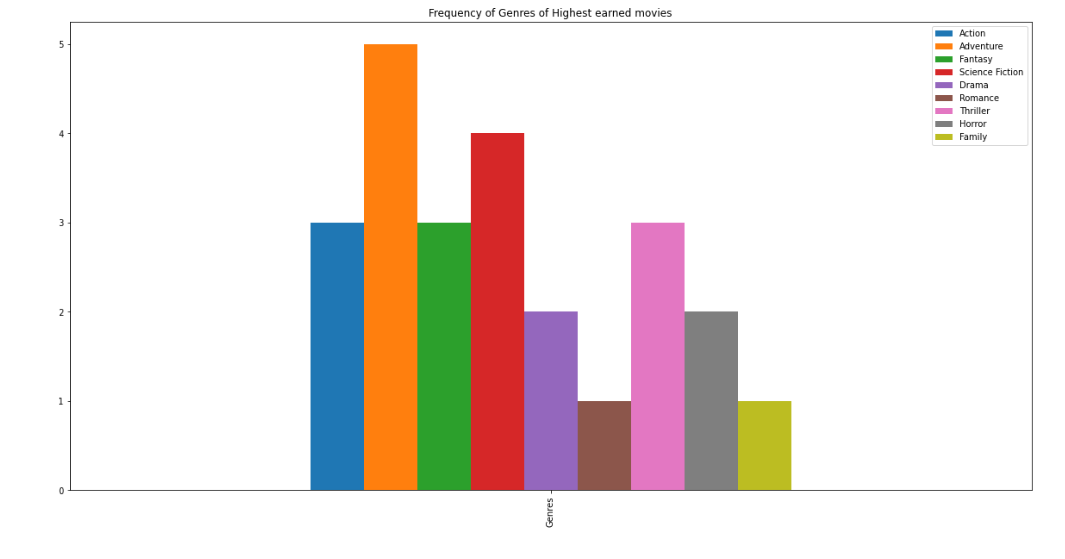 Frequency of Genres of Highest earned movies
Action
Adventure
Fantasy
Science Fiction
Drama
Romance
Thriller
Horror
Family
5
4
3
2
1
0
Genres